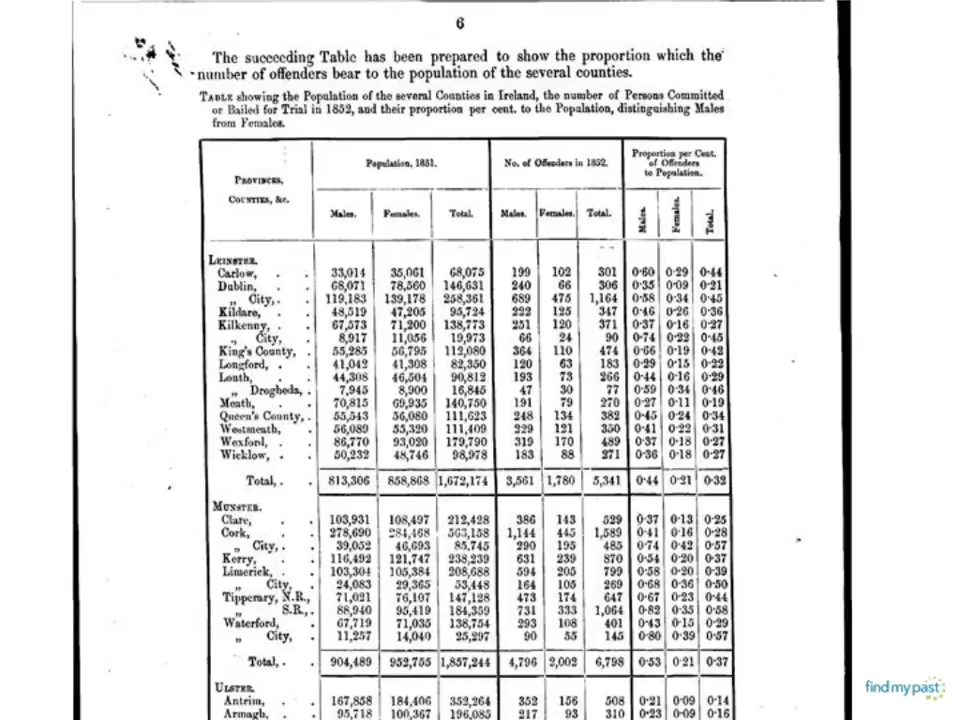 6
The succeeding Table has been prepared to show the proportion which the
number of offenders bear to the population of the several counties.
TABLE showing the Population of the several Counties in Ireland, the number of Persons Committed
or Bailed for Trial in 1852, and their proportion per cent. to the Population, distinguishing Males
from Females.
PROVINCES, COUNTIES, &c. Population, 1851. No. of Offenders in 1852. Proportion per Cent. of Offenders to Population.
Males. Females. Total. Males. Females. Total. Males. Females. Total.
LEINSTER.
Carlow, . . 33,014 35,061 68,075 199 102 301 0·60 0·29 0·44
Dublin, . . 68,071 78,560 146,631 240 66 306 0·35 0·09 0·21
„ City, . . 119,183 139,178 258,361 689 475 1,164 0·58 0·34 0·45
Kildare, . . 48,519 47,205 95,724 222 125 347 0·46 0·26 0·36
Kilkenny, . . 67,573 71,200 138,773 251 120 371 0·37 0·16 0·27
„ City, . 8,917 11,056 19,973 66 24 90 0·74 0·22 0·45
King's County, . 55,285 56,795 112,080 364 110 474 0·66 0·19 0·42
Longford, . . 41,042 41,308 82,350 120 63 183 0·29 0·15 0·22
Louth, . . 44,308 46,504 90,812 193 73 266 0·44 0·16 0·29
„ Drogheda, . 7,945 8,900 16,845 47 30 77 0·59 0·34 0·46
Meath, . . 70,815 69,935 140,750 191 79 270 0·27 0·11 0·19
Queen's County, . 55,543 56,080 111,623 248 134 382 0·45 0·24 0·34
Westmeath, . 56,089 55,320 111,409 229 121 350 0·41 0·22 0·31
Wexford, . . 86,770 93,020 179,790 319 170 489 0·37 0·18 0·27
Wicklow, . . 50,232 48,746 98,978 183 88 271 0·36 0·18 0·27
Total, . . 813,306 858,868 1,672,174 3,561 1,780 5,341 0·44 0·21 0·32
MUNSTER.
Clare, . . 103,931 108,497 212,428 386 143 529 0·37 0·13 0·25
Cork, . . 278,690 284,468 563,158 1,144 445 1,589 0·41 0·16 0·28
„ City, . . 39,052 46,693 85,745 290 195 485 0·74 0·42 0·57
Kerry, . . 116,492 121,747 238,239 631 239 870 0·54 0·20 0·37
Limerick, . . 103,304 105,384 208,688 594 205 799 0·58 0·20 0·39
„ City, . 24,083 29,365 53,448 164 105 269 0·68 0·36 0·50
Tipperary, N.R., 71,021 76,107 147,128 473 174 647 0·67 0·23 0·44
„ S.R., . 88,940 95,419 184,359 731 333 1,064 0·82 0·35 0·58
Waterford, . 67,719 71,035 138,754 293 108 401 0·43 0·15 0·29
„ City, . 11,257 14,040 25,297 90 55 145 0·80 0·39 0·57
Total, . . 904,489 952,755 1,857,244 4,796 2,002 6,798 0·53 0·21 0·37
ULSTER.
Antrim, . . 167,858 184,406 352,264 352 156 508 0·21 0·09 0·14
Armagh, . . 95,718 100,367 196,085 217 93 310 0·23 0·09 0·16
findmypast